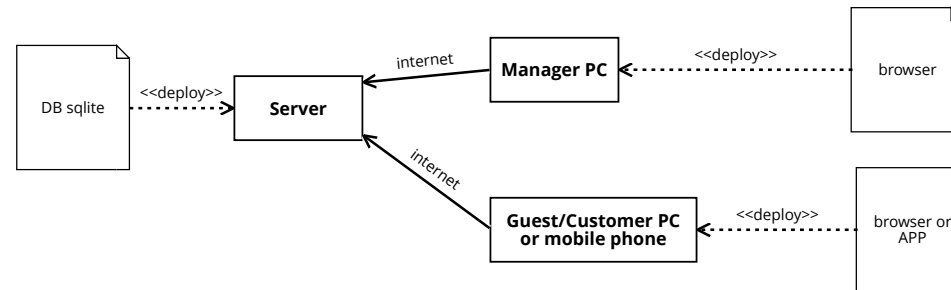 DB sqlite
<<deploy>>
Server
internet
Manager PC
<<deploy>>
browser
internet
Guest/Customer PC
or mobile phone
<<deploy>>
browser or
APP